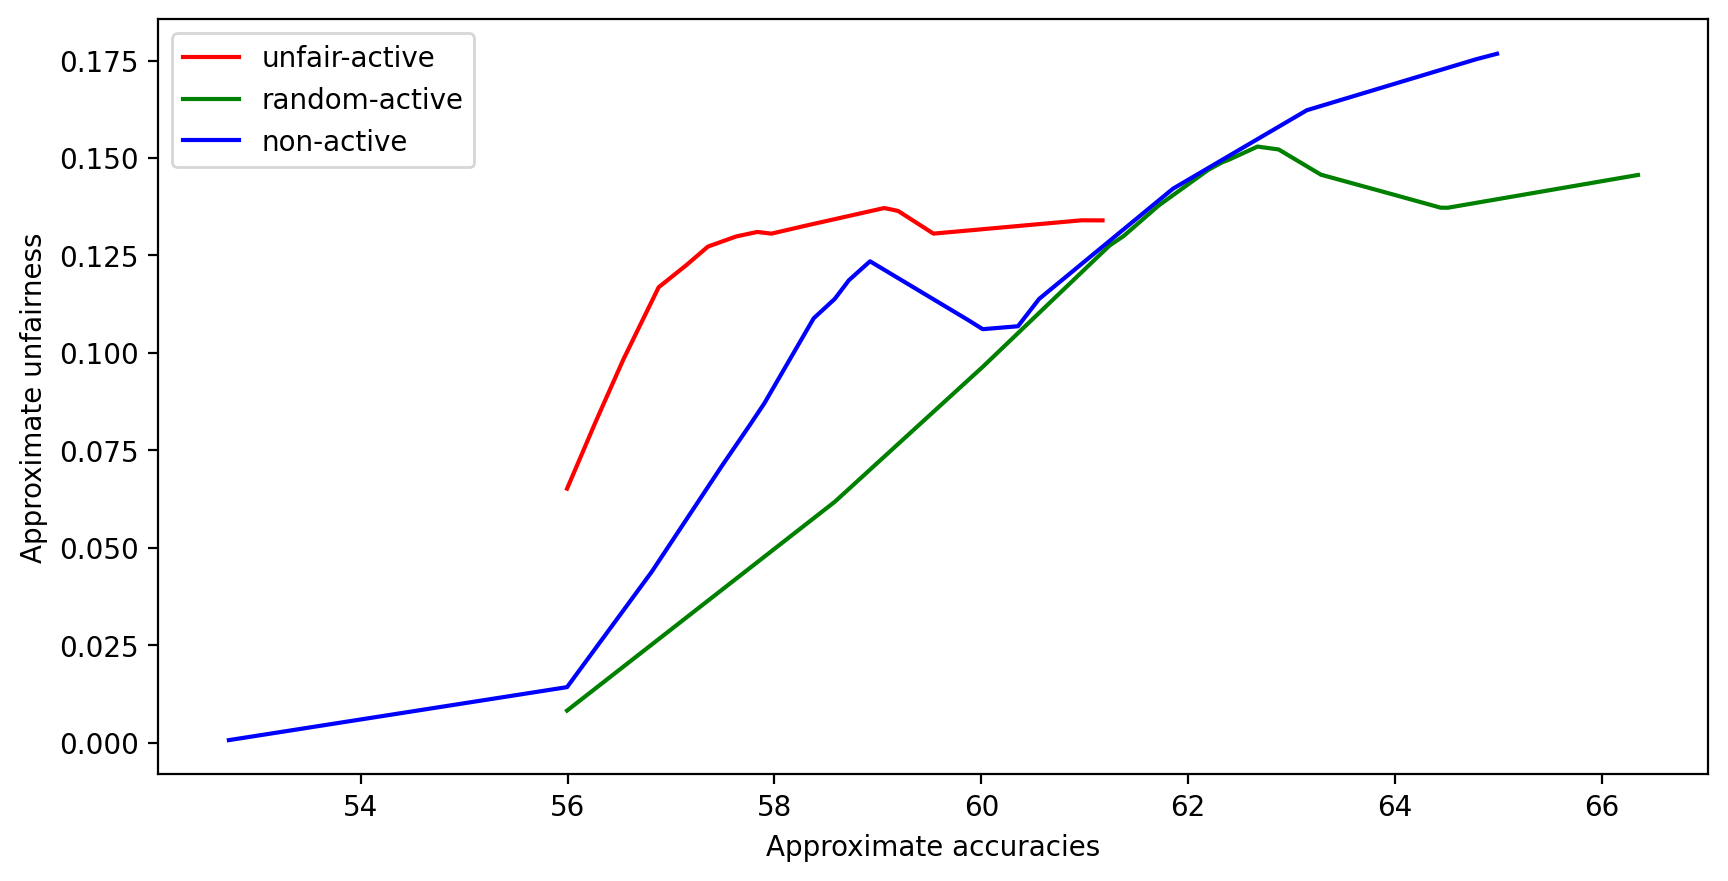 unfair-active
random-active
non-active
0.175
0.150
0.125
0.100
0.075
0.050
0.025
0.000
Approximate unfairness
54 56 58 60 62 64 66
Approximate accuracies